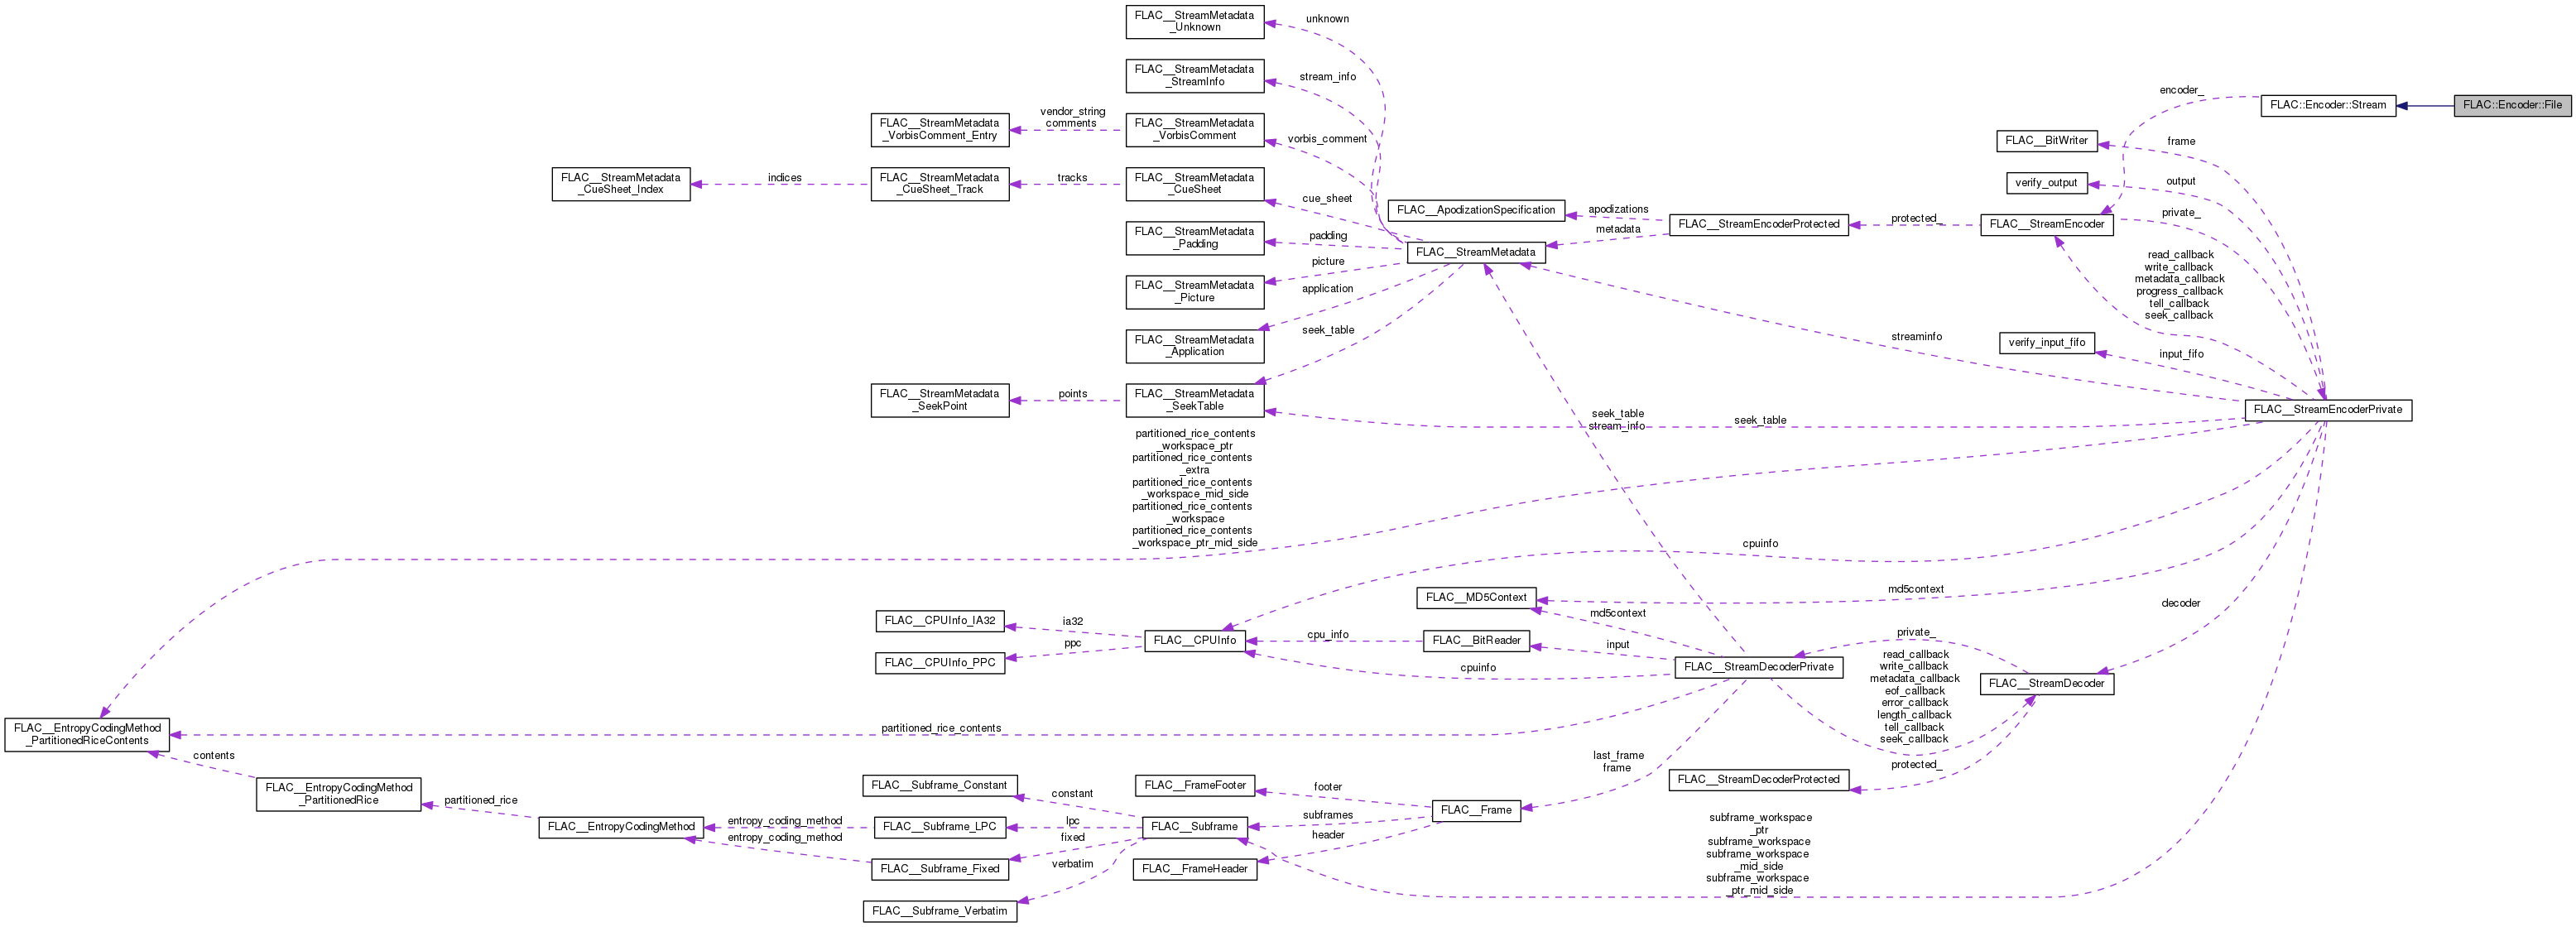 FLAC__StreamMetadata
_Unknown
unknown
FLAC__StreamMetadata
_StreamInfo
stream_info
encoder_
FLAC::Encoder::Stream
FLAC::Encoder::File
FLAC__StreamMetadata
_VorbisComment_Entry
vendor_string
comments
FLAC__StreamMetadata
_VorbisComment
vorbis_comment
FLAC__BitWriter
frame
FLAC__StreamMetadata
_CueSheet_Index
indices
FLAC__StreamMetadata
_CueSheet_Track
tracks
FLAC__StreamMetadata
_CueSheet
cue_sheet
verify_output
output
FLAC__ApodizationSpecification
apodizations
FLAC__StreamEncoderProtected
protected_
FLAC__StreamEncoder
private_
FLAC__StreamMetadata
_Padding
padding
FLAC__StreamMetadata
metadata
FLAC__StreamMetadata
_Picture
picture
read_callback
write_callback
metadata_callback
progress_callback
tell_callback
seek_callback
application
FLAC__StreamMetadata
_Application
seek_table
streaminfo
verify_input_fifo
input_fifo
FLAC__StreamMetadata
_SeekPoint
points
FLAC__StreamMetadata
_SeekTable
seek_table
stream_info
seek_table
FLAC__StreamEncoderPrivate
partitioned_rice_contents
_workspace_ptr
partitioned_rice_contents
_extra
partitioned_rice_contents
_workspace_mid_side
partitioned_rice_contents
_workspace
partitioned_rice_contents
_workspace_ptr_mid_side
cpuinfo
FLAC__MD5Context
md5context
md5context
decoder
FLAC__CPUInfo_IA32
ia32
FLAC__CPUInfo_PPC
ppc
FLAC__CPUInfo
cpu_info
FLAC__BitReader
input
cpuinfo
FLAC__StreamDecoderPrivate
private_
read_callback
write_callback
metadata_callback
eof_callback
error_callback
length_callback
tell_callback
seek_callback
FLAC__StreamDecoder
FLAC__EntropyCodingMethod
_PartitionedRiceContents
partitioned_rice_contents
contents
FLAC__EntropyCodingMethod
_PartitionedRice
partitioned_rice
last_frame
frame
FLAC__StreamDecoderProtected
protected_
FLAC__Subframe_Constant
constant
FLAC__FrameFooter
footer
FLAC__Frame
FLAC__EntropyCodingMethod
entropy_coding_method
entropy_coding_method
FLAC__Subframe_LPC
lpc
fixed
FLAC__Subframe
subframes
header
FLAC__Subframe_Fixed
verbatim
FLAC__FrameHeader
FLAC__Subframe_Verbatim
subframe_workspace
_ptr
subframe_workspace
subframe_workspace
_mid_side
subframe_workspace
_ptr_mid_side